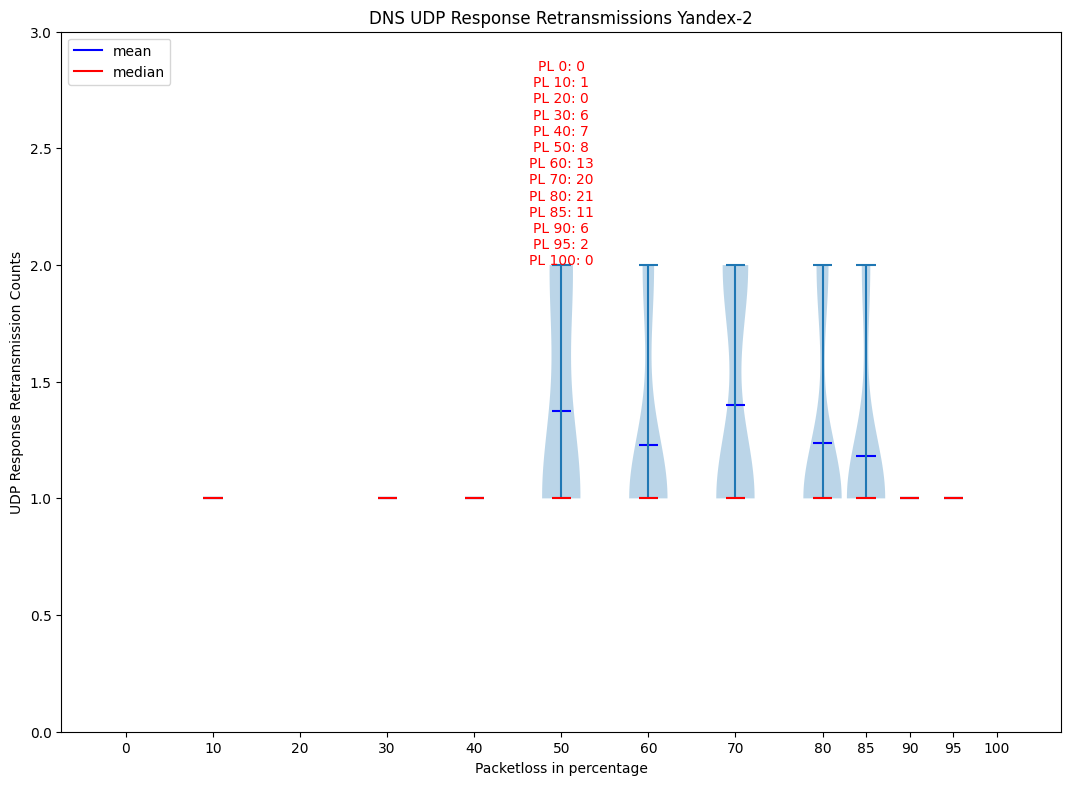 DNS UDP Response Retransmissions Yandex-2
mean
median
PL 0: 0
PL 10: 1
PL 20: 0
PL 30: 6
PL 40: 7
PL 50: 8
PL 60: 13
PL 70: 20
PL 80: 21
PL 85: 11
PL 90: 6
PL 95: 2
PL 100: 0
UDP Response Retransmission Counts
3.0
2.5
2.0
1.5
1.0
0.5
0.0
0 10 20 30 40 50 60 70 80 85 90 95 100
Packetloss in percentage